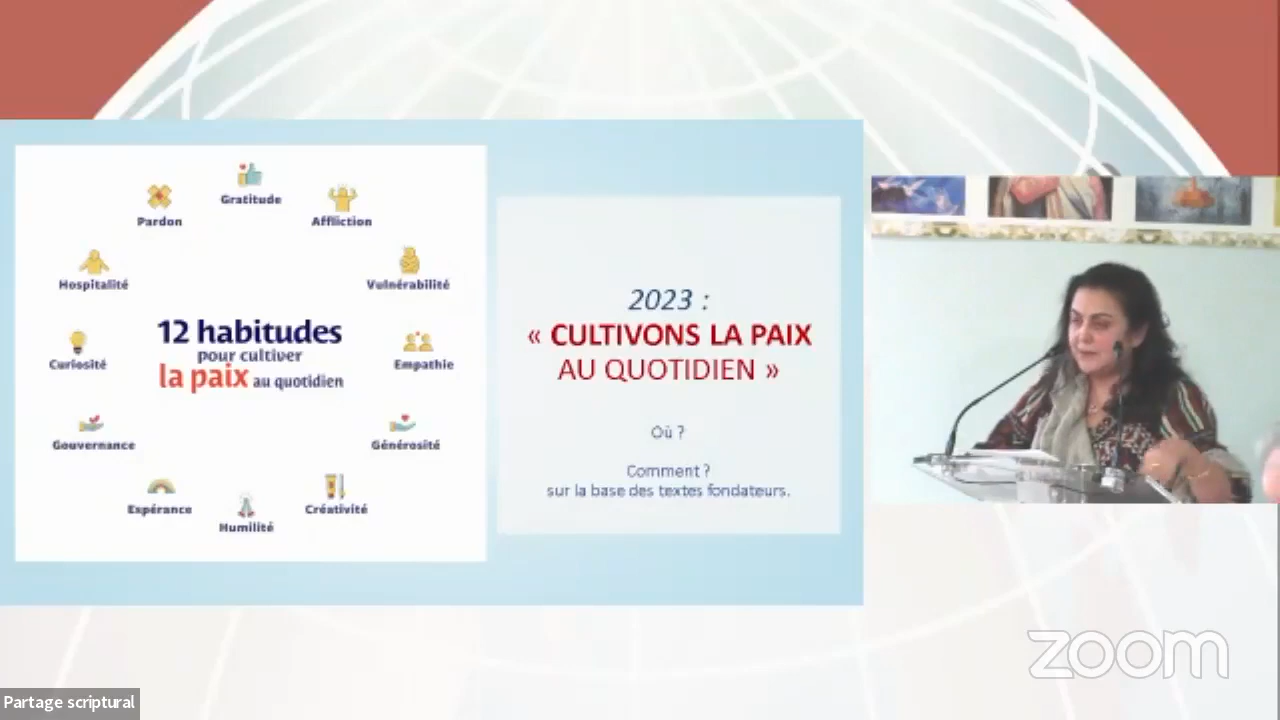 Gratitude
Pardon
Affliction
Hospitalité
Vulnérabilité
12 habitudes
pour cultiver
la paix au quotidien
Curiosité
Empathie
Gouvernance
Générosité
Espérance
Créativité
Humilité
2023 :
« CULTIVONS LA PAIX
AU QUOTIDIEN »
Où ?
Comment ?
sur la base des textes fondateurs.
zoom
Partage scriptural